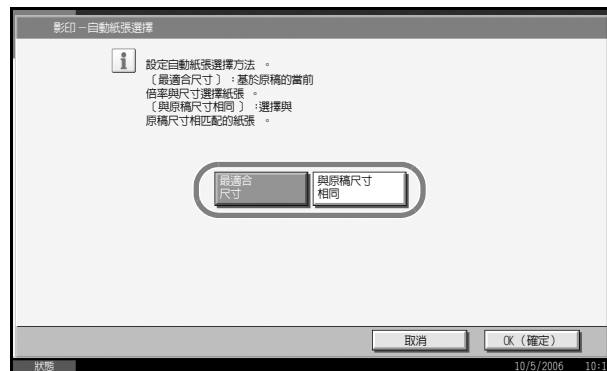 影印－自動紙張選擇
設定自動紙張選擇方法 。
〔最適合尺寸〕：基於原稿的當前
倍率與尺寸選擇紙張 。
〔與原稿尺寸相同〕：選擇與
原稿尺寸相匹配的紙張 。
最適合
尺寸
與原稿尺寸
相同
取消
OK（確定）
狀態
10/5/2006 10:1